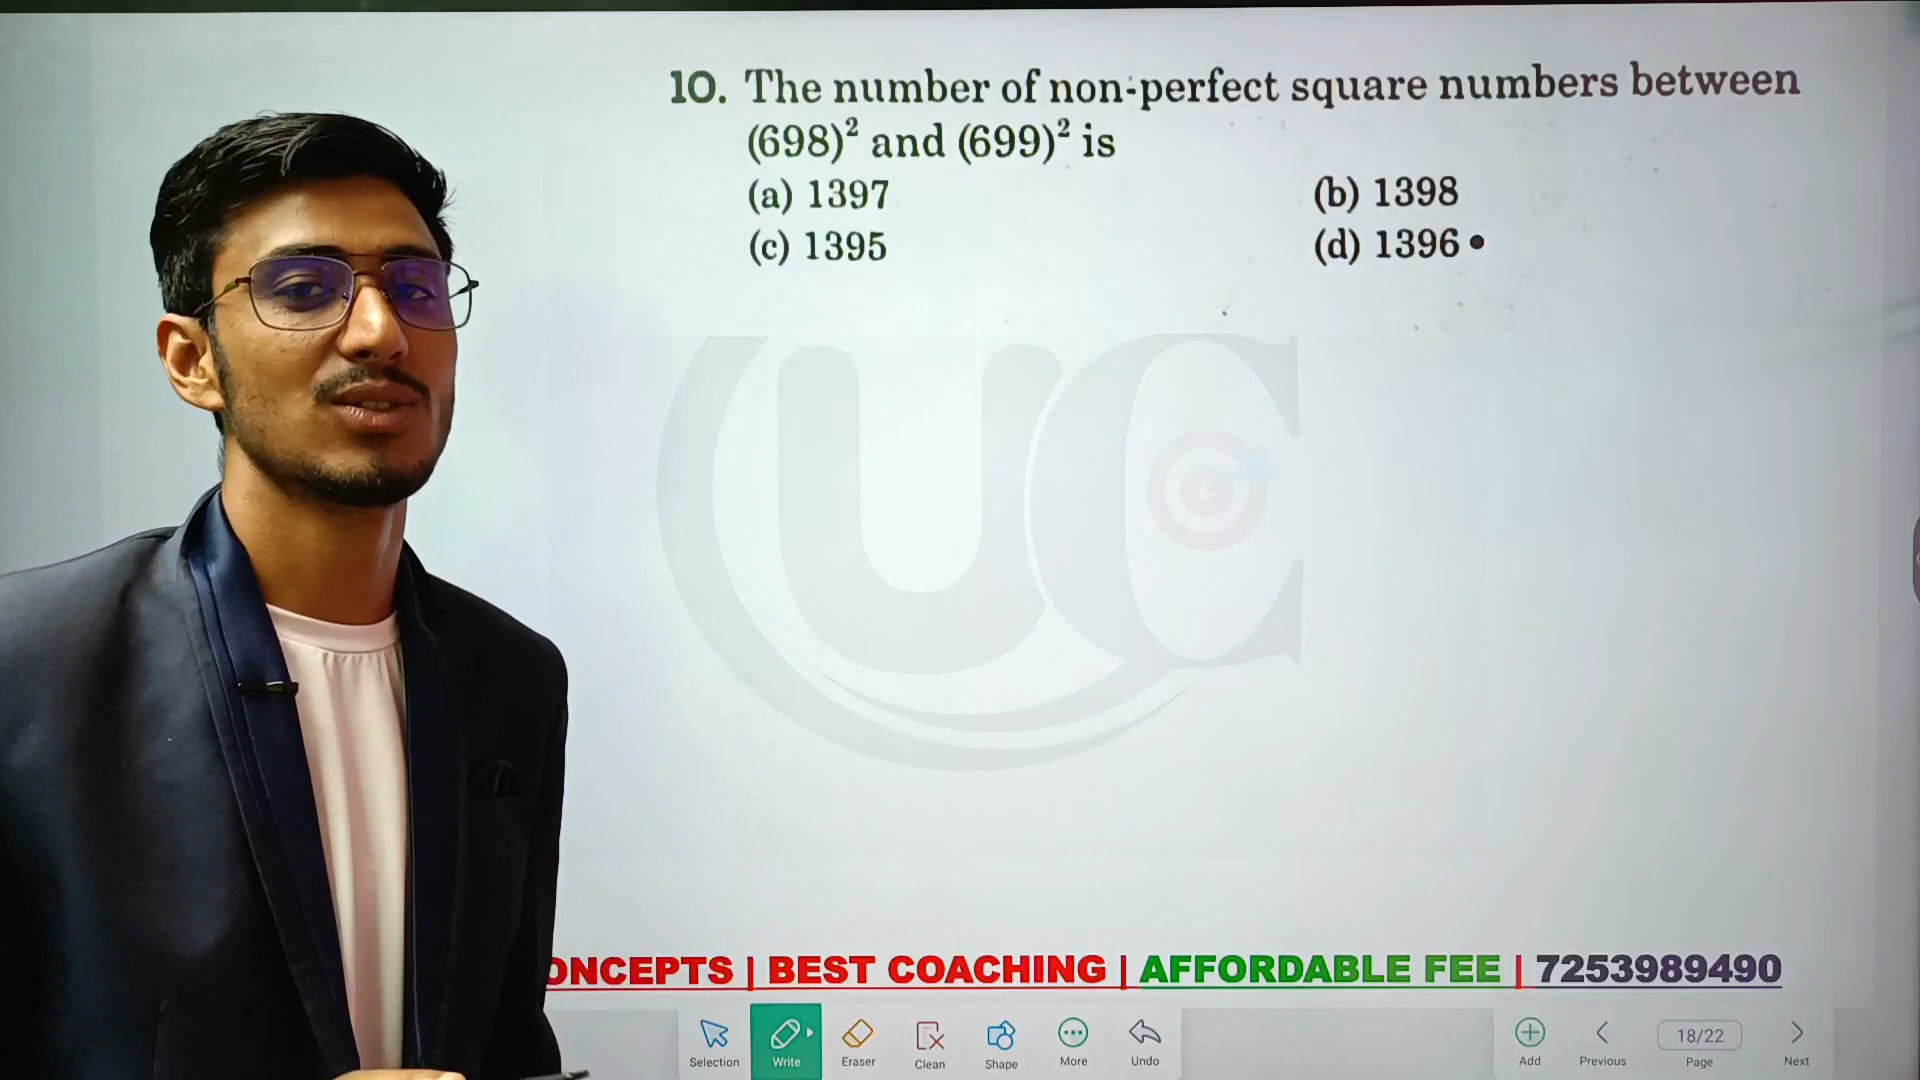 10. The number of non-perfect square numbers between
(698)² and (699)² is
(a) 1397 (b) 1398
(c) 1395 (d) 1396
UC
ONCEPTS | BEST COACHING | AFFORDABLE FEE | 7253989490
Selection Write Eraser Clean Shape More Undo Add Previous 18/22 Page Next